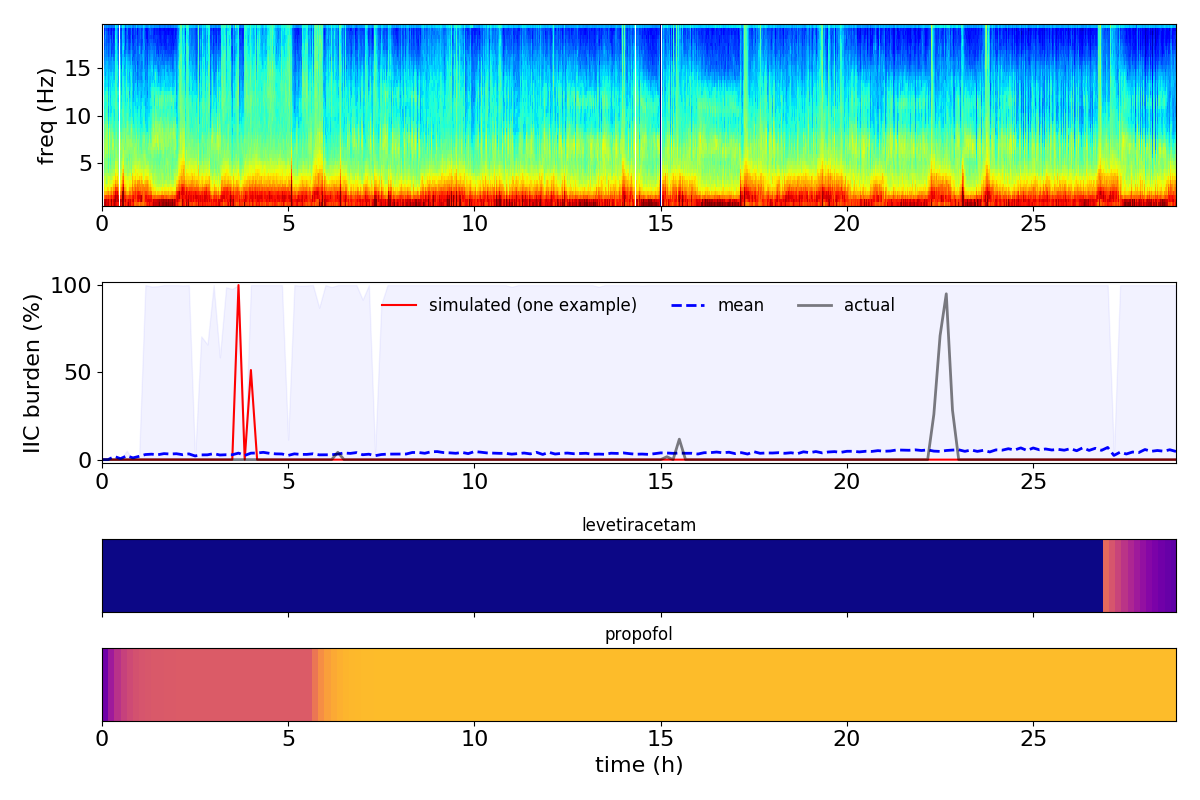 freq (Hz)
15
10
5
0 5 10 15 20 25
IIC burden (%)
100
50
0
simulated (one example) mean actual
0 5 10 15 20 25
levetiracetam
propofol
0 5 10 15 20 25
time (h)